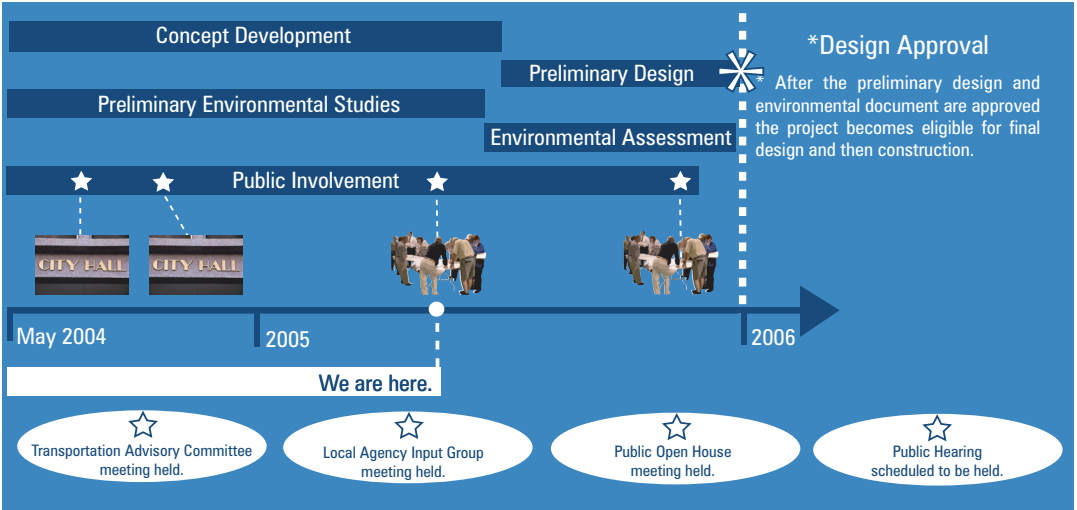 Concept Development
*Design Approval
Preliminary Design
* After the preliminary design and
environmental document are approved
the project becomes eligible for final
design and then construction.
Preliminary Environmental Studies
Environmental Assessment
Public Involvement
CITY HALL
CITY HALL
May 2004
2005
2006
We are here.
Transportation Advisory Committee
meeting held.
Local Agency Input Group
meeting held.
Public Open House
meeting held.
Public Hearing
scheduled to be held.